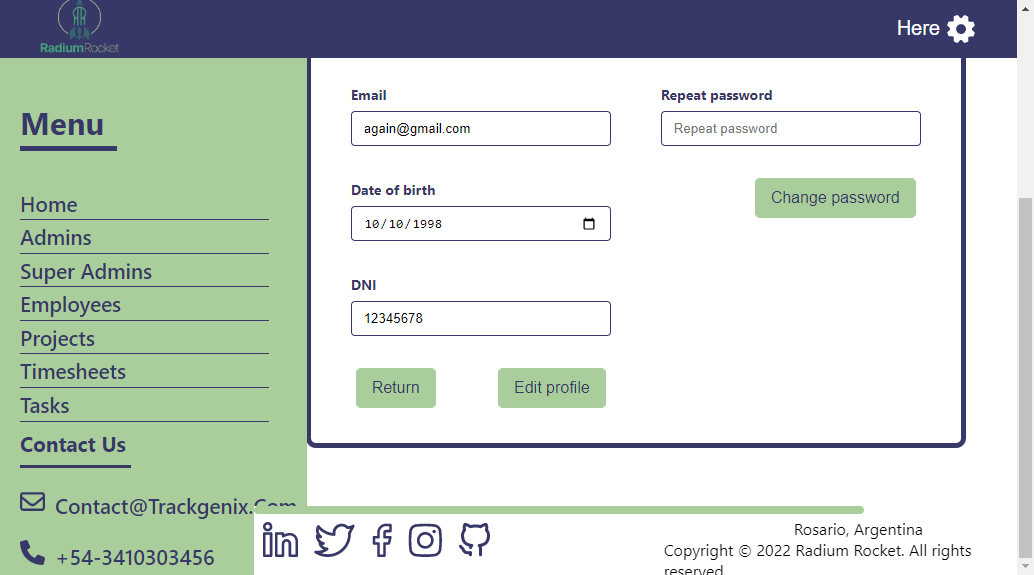 RadiumRocket
Here
Menu
Home
Admins
Super Admins
Employees
Projects
Timesheets
Tasks
Contact Us
Contact@Trackgenix.Com
+54-3410303456
Email
again@gmail.com
Date of birth
10/10/1998
DNI
12345678
Return
Edit profile
Repeat password
Repeat password
Change password
Rosario, Argentina
Copyright © 2022 Radium Rocket. All rights
reserved